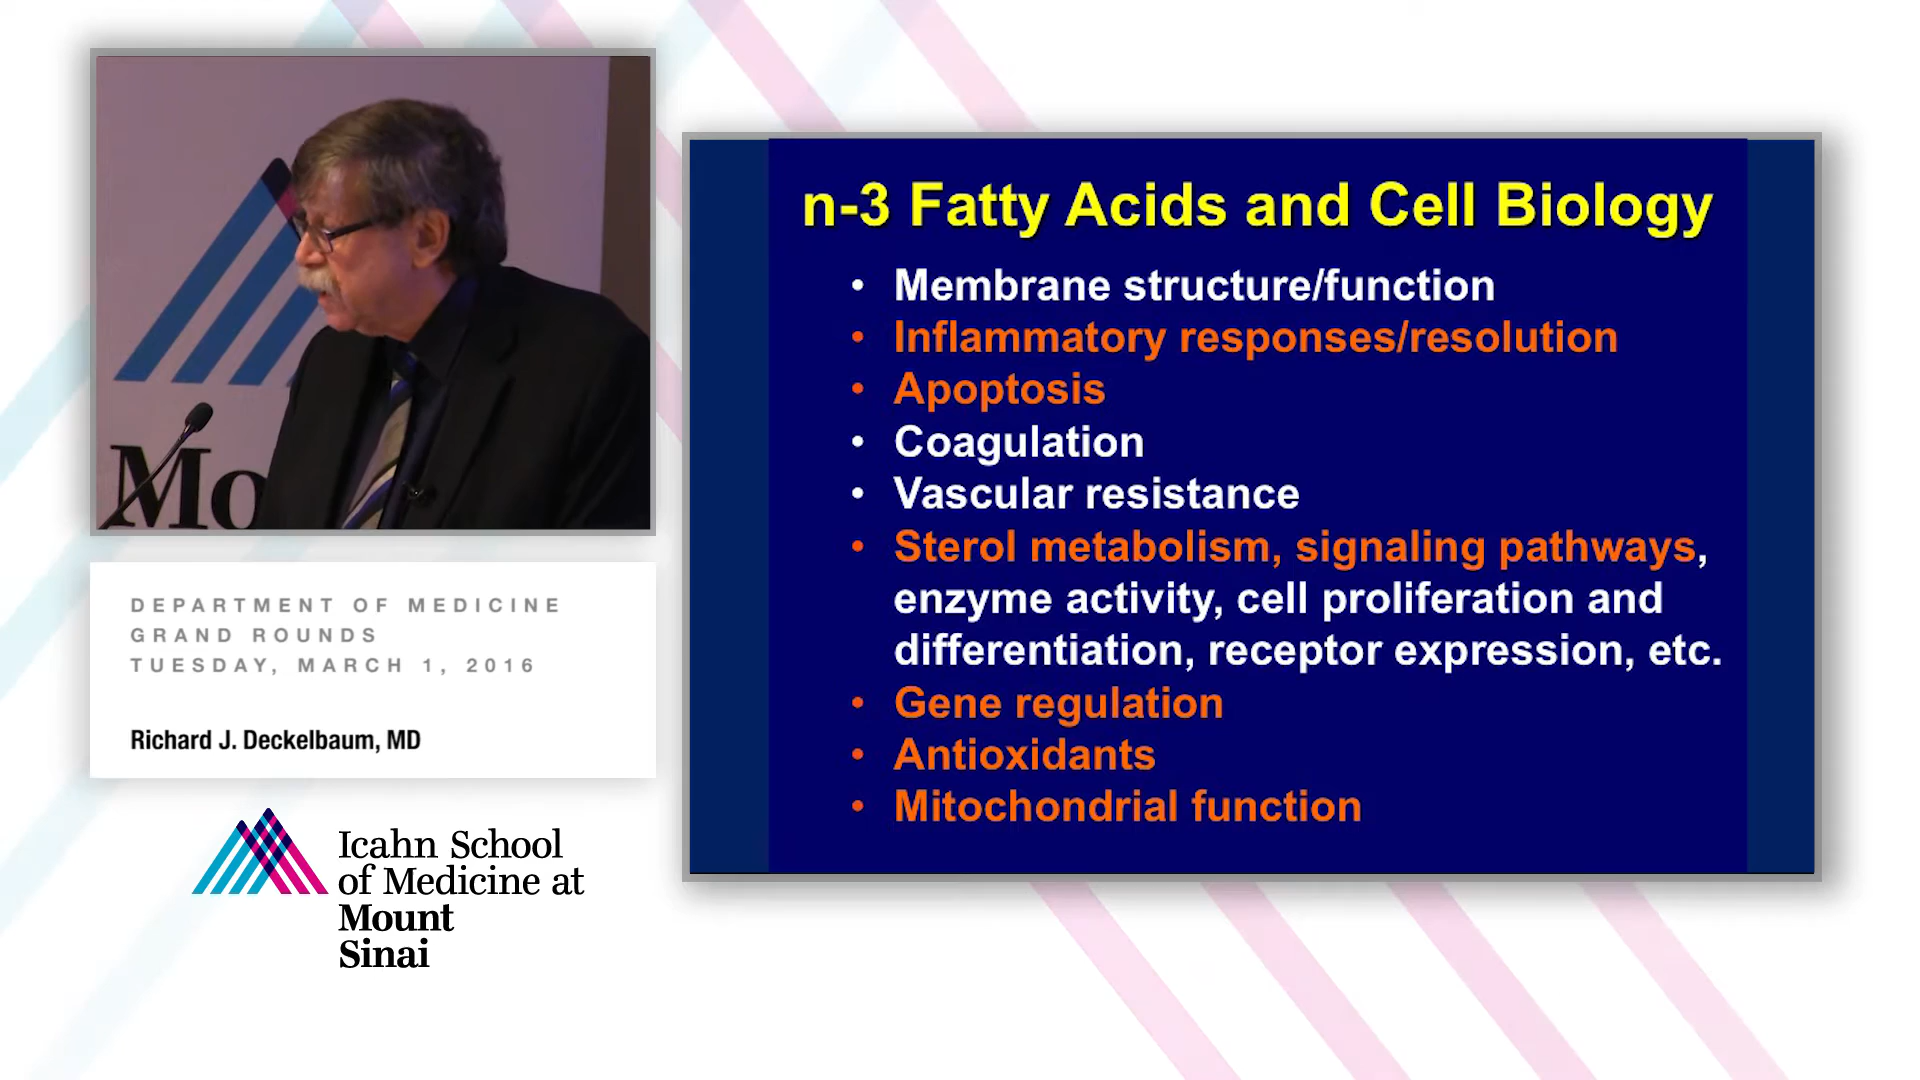 Mo
DEPARTMENT OF MEDICINE
GRAND ROUNDS
TUESDAY, MARCH 1, 2016
Richard J. Deckelbaum, MD
Icahn School
of Medicine at
Mount
Sinai
n-3 Fatty Acids and Cell Biology
• Membrane structure/function
• Inflammatory responses/resolution
• Apoptosis
• Coagulation
• Vascular resistance
• Sterol metabolism, signaling pathways,
enzyme activity, cell proliferation and
differentiation, receptor expression, etc.
• Gene regulation
• Antioxidants
• Mitochondrial function